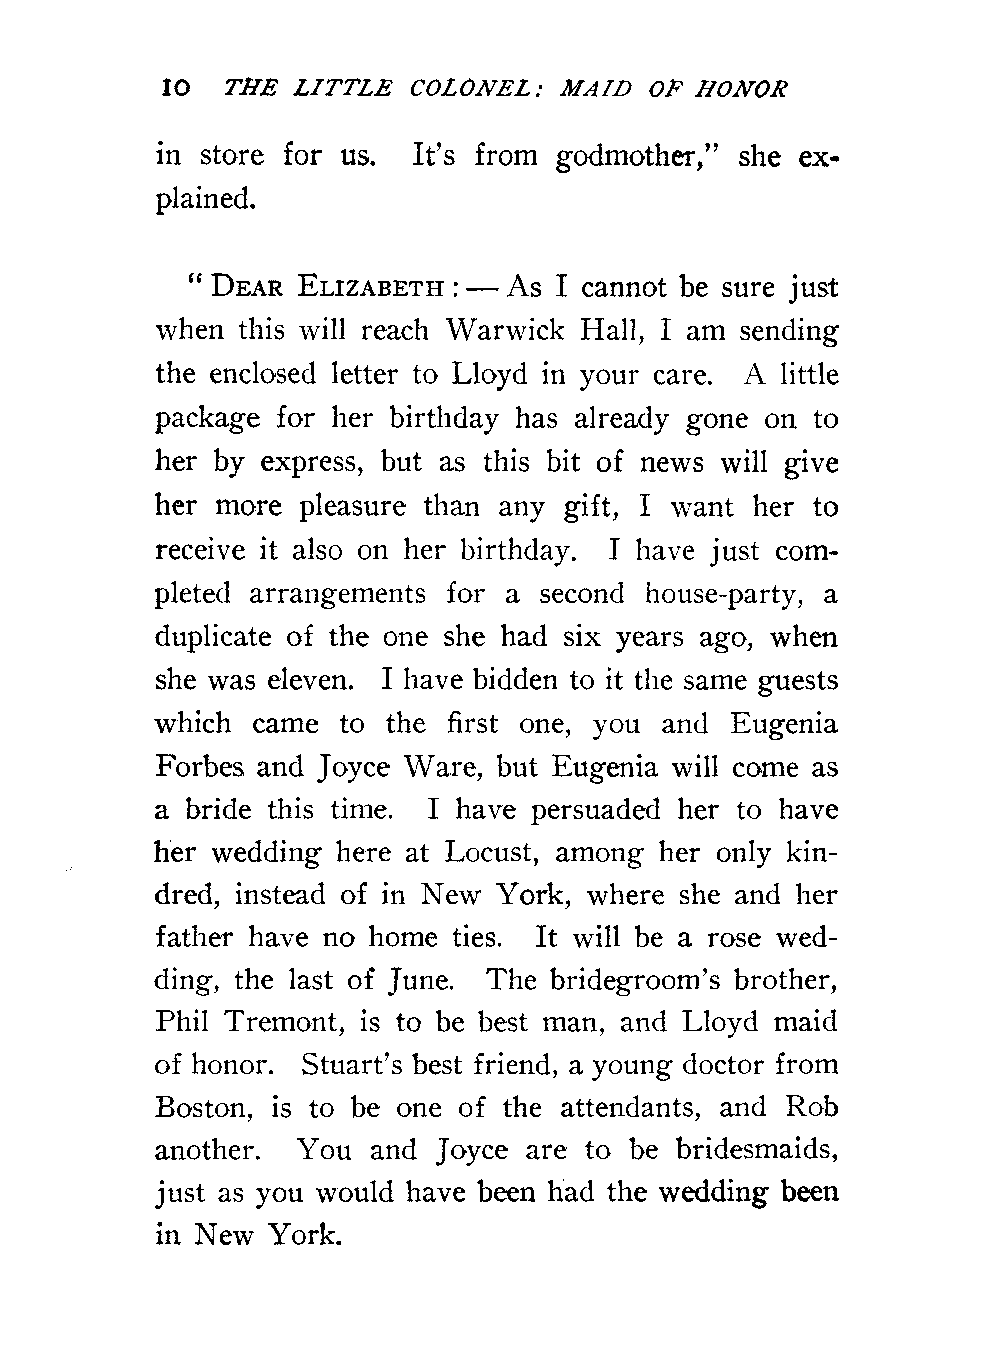 10 THE LITTLE COLONEL: MAID OF HONOR
in store for us. It's from godmother," she ex-
plained.
" DEAR ELIZABETH : — As I cannot be sure just
when this will reach Warwick Hall, I am sending
the enclosed letter to Lloyd in your care. A little
package for her birthday has already gone on to
her by express, but as this bit of news will give
her more pleasure than any gift, I want her to
receive it also on her birthday. I have just com-
pleted arrangements for a second house-party, a
duplicate of the one she had six years ago, when
she was eleven. I have bidden to it the same guests
which came to the first one, you and Eugenia
Forbes and Joyce Ware, but Eugenia will come as
a bride this time. I have persuaded her to have
her wedding here at Locust, among her only kin-
dred, instead of in New York, where she and her
father have no home ties. It will be a rose wed-
ding, the last of June. The bridegroom's brother,
Phil Tremont, is to be best man, and Lloyd maid
of honor. Stuart's best friend, a young doctor from
Boston, is to be one of the attendants, and Rob
another. You and Joyce are to be bridesmaids,
just as you would have been had the wedding been
in New York.